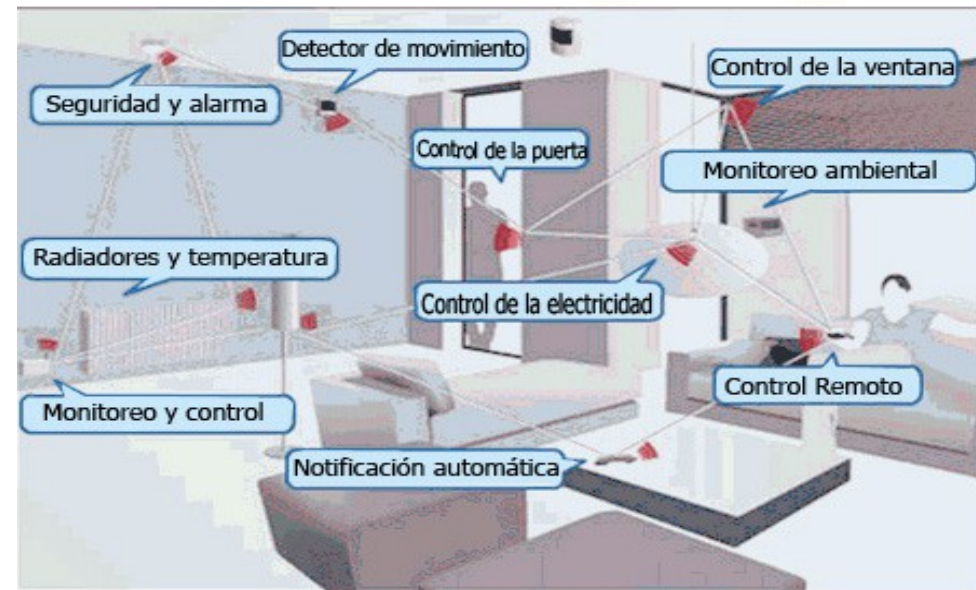 Detector de movimiento
Control de la ventana
Seguridad y alarma
Control de la puerta
Monitoreo ambiental
Radiadores y temperatura
Control de la electricidad
Control Remoto
Monitoreo y control
Notificación automática